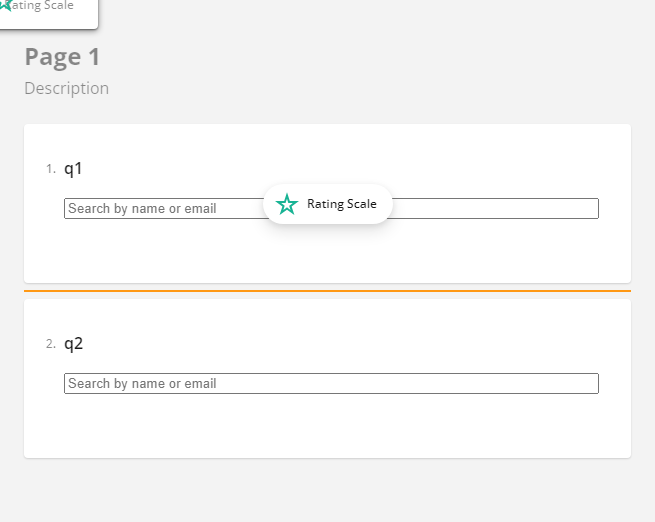 Rating Scale
Page 1
Description
1. q1
Search by name or email
Rating Scale
2. q2
Search by name or email